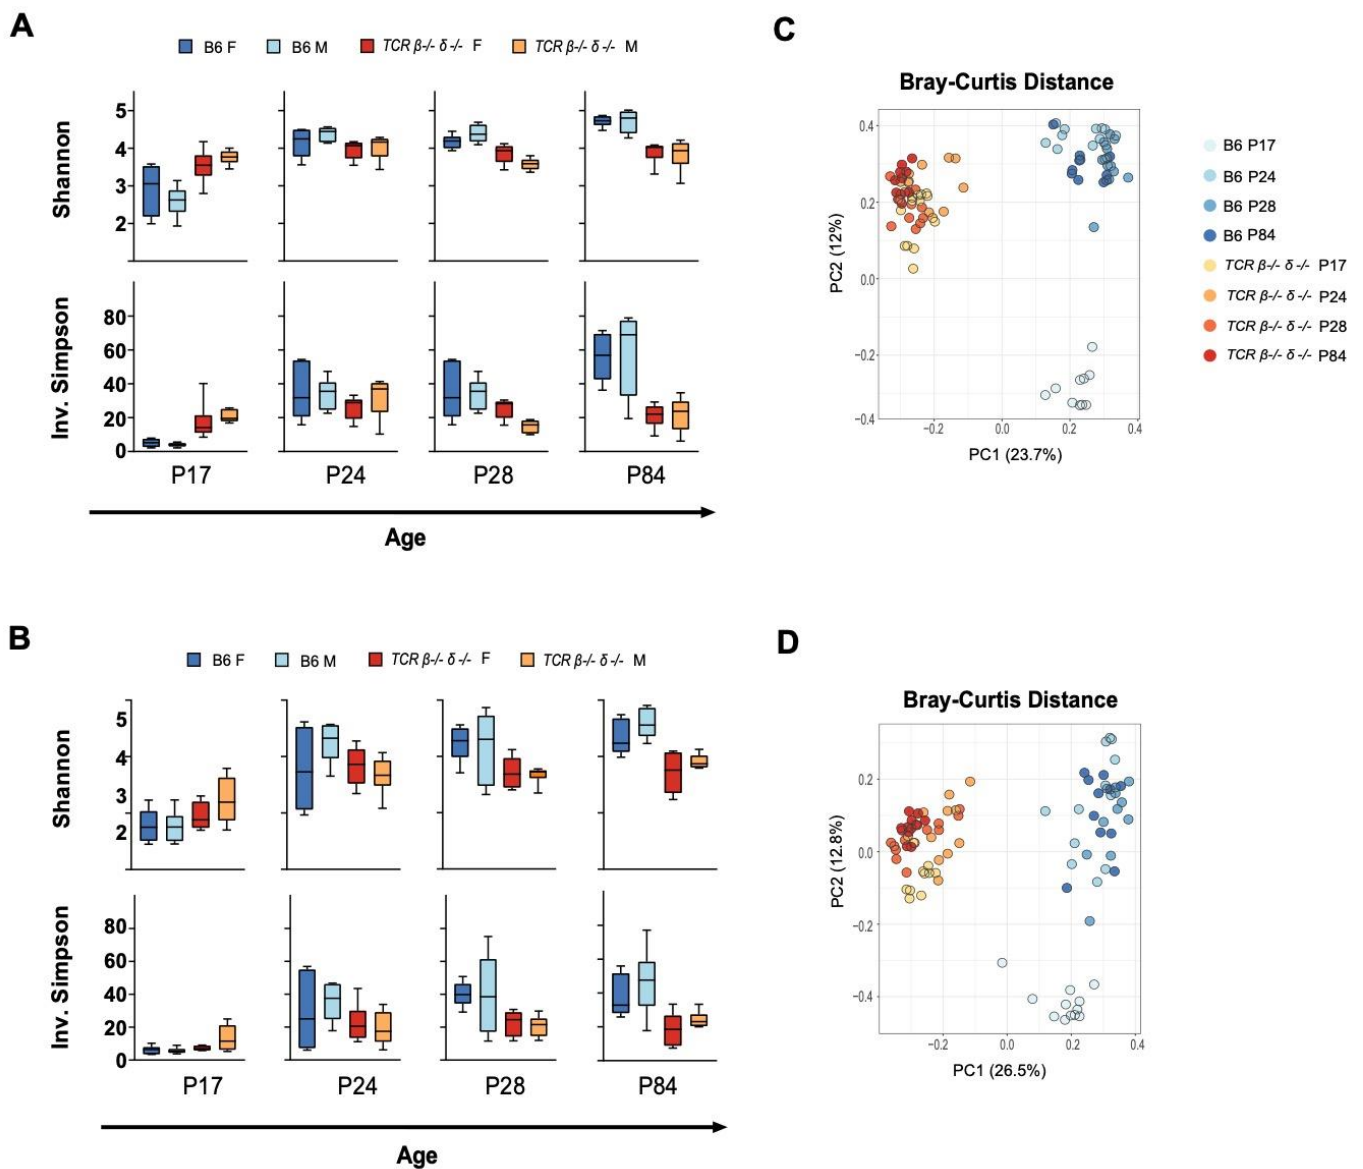 A
B6 F B6 M TCR β-/- δ -/- F TCR β-/- δ -/- M
Shannon
5
4
3
2
Inv. Simpson
80
60
40
20
0
P17 P24 P28 P84
Age
C
Bray-Curtis Distance
PC2 (12%)
0.4
0.2
0.0
−0.2
−0.4
−0.2 0.0 0.2 0.4
PC1 (23.7%)
B6 P17
B6 P24
B6 P28
B6 P84
TCR β-/- δ -/- P17
TCR β-/- δ -/- P24
TCR β-/- δ -/- P28
TCR β-/- δ -/- P84
B
B6 F B6 M TCR β-/- δ -/- F TCR β-/- δ -/- M
Shannon
5
4
3
2
Inv. Simpson
80
60
40
20
0
P17 P24 P28 P84
Age
D
Bray-Curtis Distance
PC2 (12.8%)
0.2
0.0
−0.2
−0.4
−0.2 0.0 0.2 0.4
PC1 (26.5%)